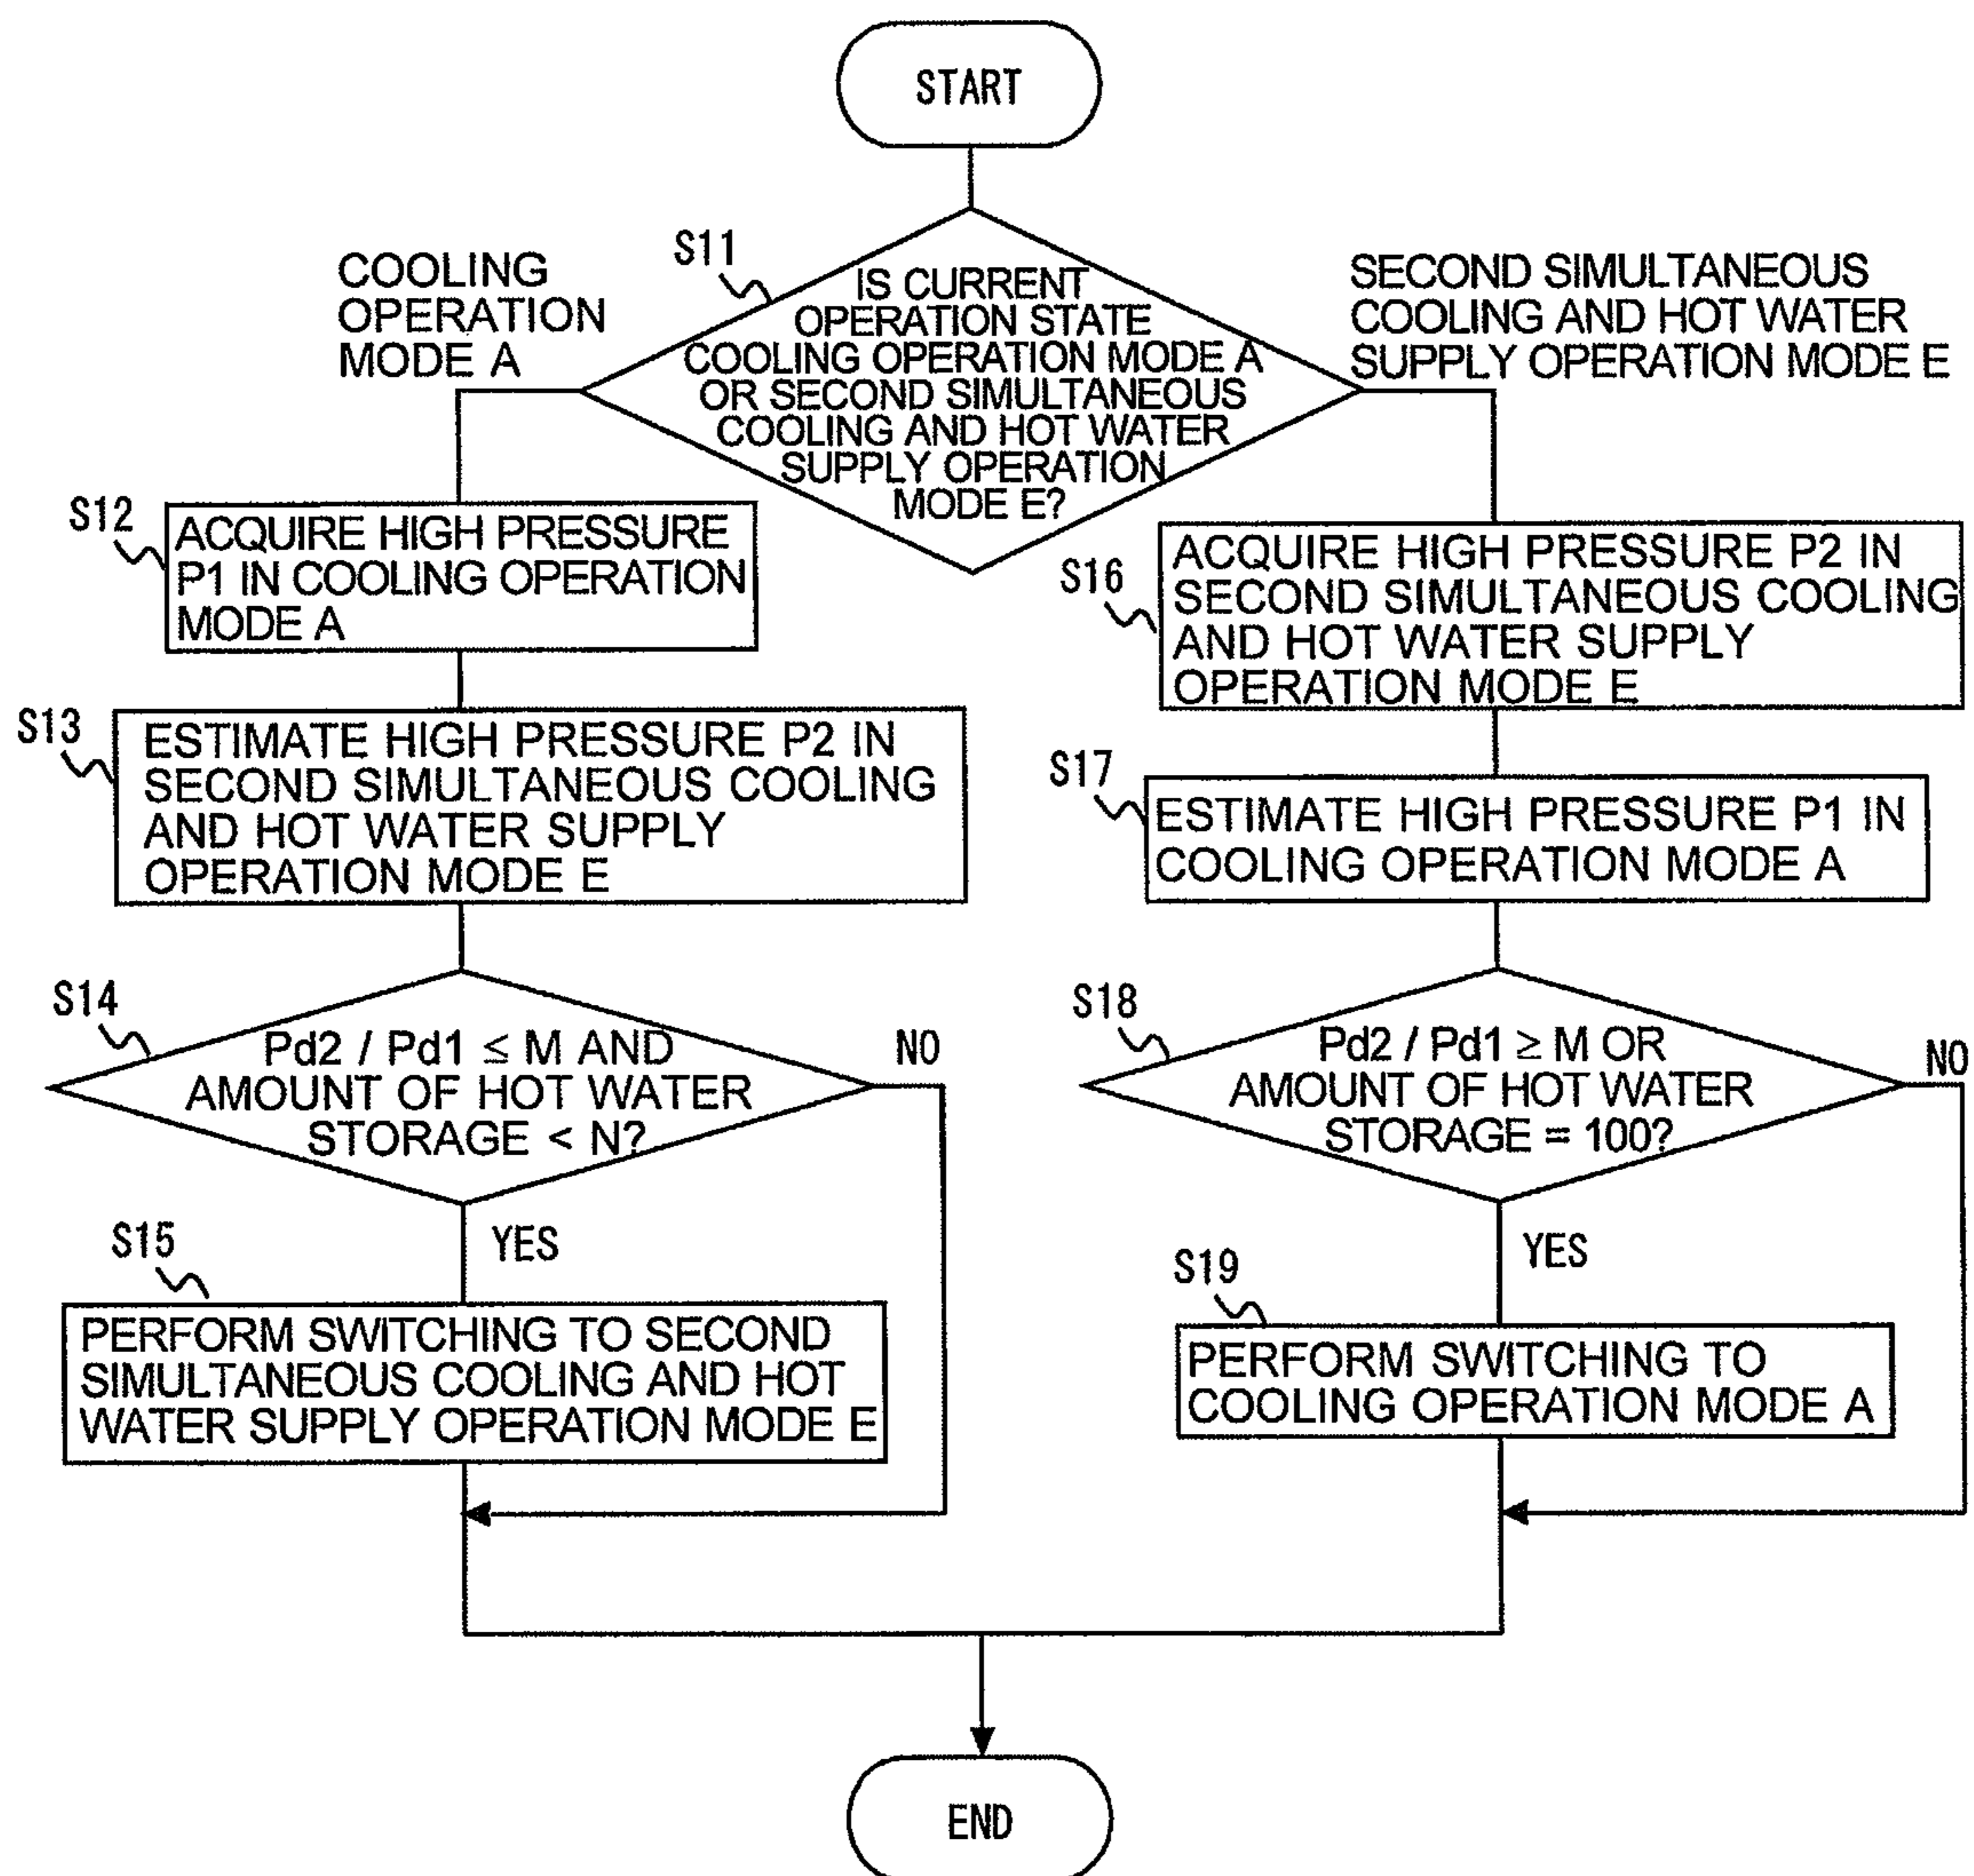 START
S11
IS CURRENT
OPERATION STATE
COOLING OPERATION MODE A
OR SECOND SIMULTANEOUS
COOLING AND HOT WATER
SUPPLY OPERATION
MODE E?
COOLING
OPERATION
MODE A
SECOND SIMULTANEOUS
COOLING AND HOT WATER
SUPPLY OPERATION MODE E
S12
ACQUIRE HIGH PRESSURE
P1 IN COOLING OPERATION
MODE A
S13
ESTIMATE HIGH PRESSURE P2 IN
SECOND SIMULTANEOUS COOLING
AND HOT WATER SUPPLY
OPERATION MODE E
S14
Pd2 / Pd1 ≤ M AND
AMOUNT OF HOT WATER
STORAGE < N?
NO
YES
S15
PERFORM SWITCHING TO SECOND
SIMULTANEOUS COOLING AND HOT
WATER SUPPLY OPERATION MODE E
S16
ACQUIRE HIGH PRESSURE P2 IN
SECOND SIMULTANEOUS COOLING
AND HOT WATER SUPPLY
OPERATION MODE E
S17
ESTIMATE HIGH PRESSURE P1 IN
COOLING OPERATION MODE A
S18
Pd2 / Pd1 ≥ M OR
AMOUNT OF HOT WATER
STORAGE = 100?
NO
YES
S19
PERFORM SWITCHING TO
COOLING OPERATION MODE A
END